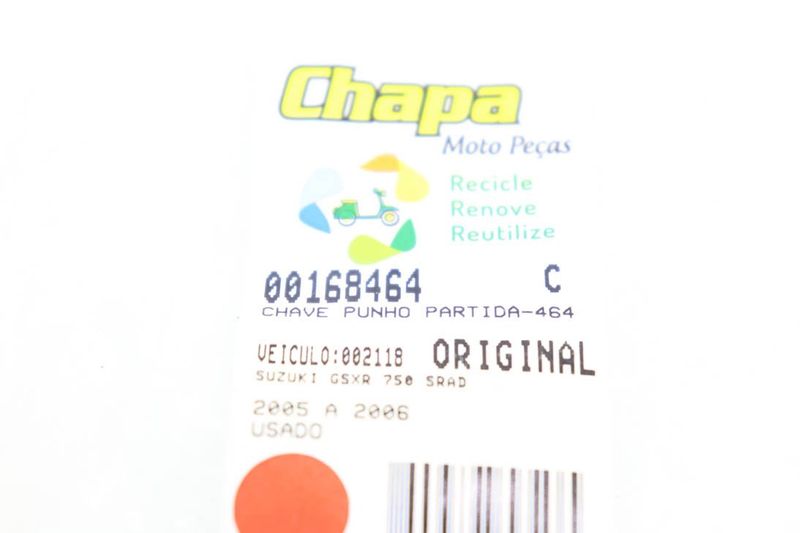 Chapa
Moto Peças
Recicle
Renove
Reutilize
00168464 C
CHAVE PUNHO PARTIDA-464
VEICULO:002118 ORIGINAL
SUZUKI GSXR 750 SRAD
2005 A 2006
USADO